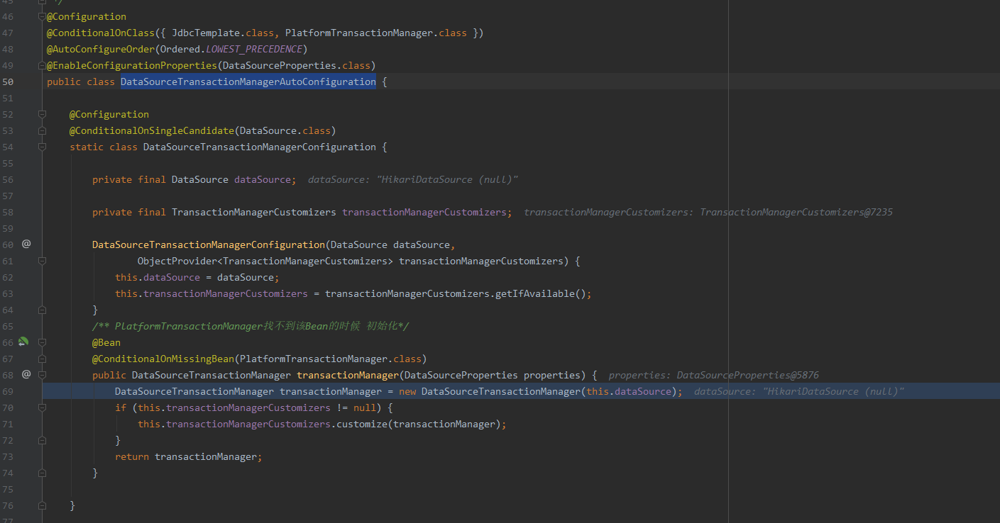 45 */
46 @Configuration
47 @ConditionalOnClass({ JdbcTemplate.class, PlatformTransactionManager.class })
48 @AutoConfigureOrder(Ordered.LOWEST_PRECEDENCE)
49 @EnableConfigurationProperties(DataSourceProperties.class)
50 public class DataSourceTransactionManagerAutoConfiguration {
51
52 @Configuration
53 @ConditionalOnSingleCandidate(DataSource.class)
54 static class DataSourceTransactionManagerConfiguration {
55
56 private final DataSource dataSource; dataSource: "HikariDataSource (null)"
57
58 private final TransactionManagerCustomizers transactionManagerCustomizers; transactionManagerCustomizers: TransactionManagerCustomizers@7235
59
60 @ DataSourceTransactionManagerConfiguration(DataSource dataSource,
61 ObjectProvider<TransactionManagerCustomizers> transactionManagerCustomizers) {
62 this.dataSource = dataSource;
63 this.transactionManagerCustomizers = transactionManagerCustomizers.getIfAvailable();
64 }
65 /** PlatformTransactionManager找不到该Bean的时候 初始化*/
66 @Bean
67 @ConditionalOnMissingBean(PlatformTransactionManager.class)
68 @ public DataSourceTransactionManager transactionManager(DataSourceProperties properties) { properties: DataSourceProperties@5876
69 DataSourceTransactionManager transactionManager = new DataSourceTransactionManager(this.dataSource); dataSource: "HikariDataSource (null)"
70 if (this.transactionManagerCustomizers != null) {
71 this.transactionManagerCustomizers.customize(transactionManager);
72 }
73 return transactionManager;
74 }
75
76 }
77